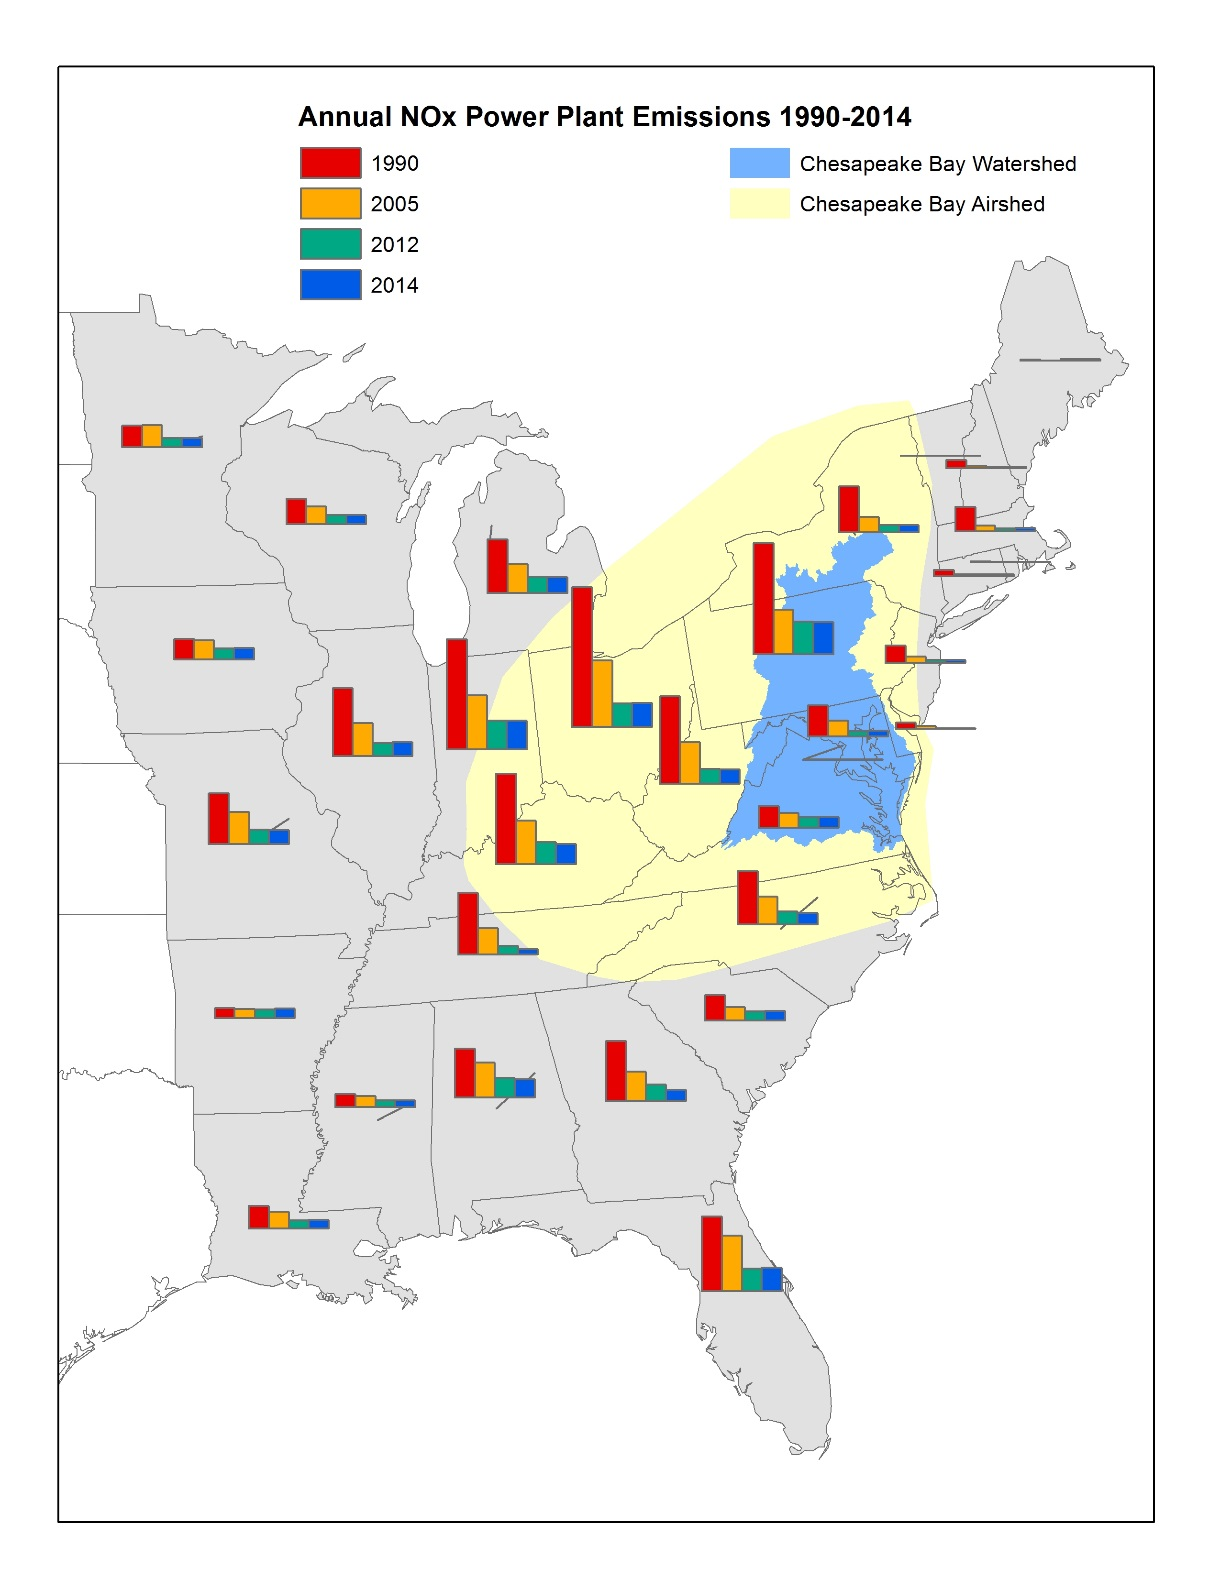 Annual NOx Power Plant Emissions 1990-2014
1990
2005
2012
2014
Chesapeake Bay Watershed
Chesapeake Bay Airshed